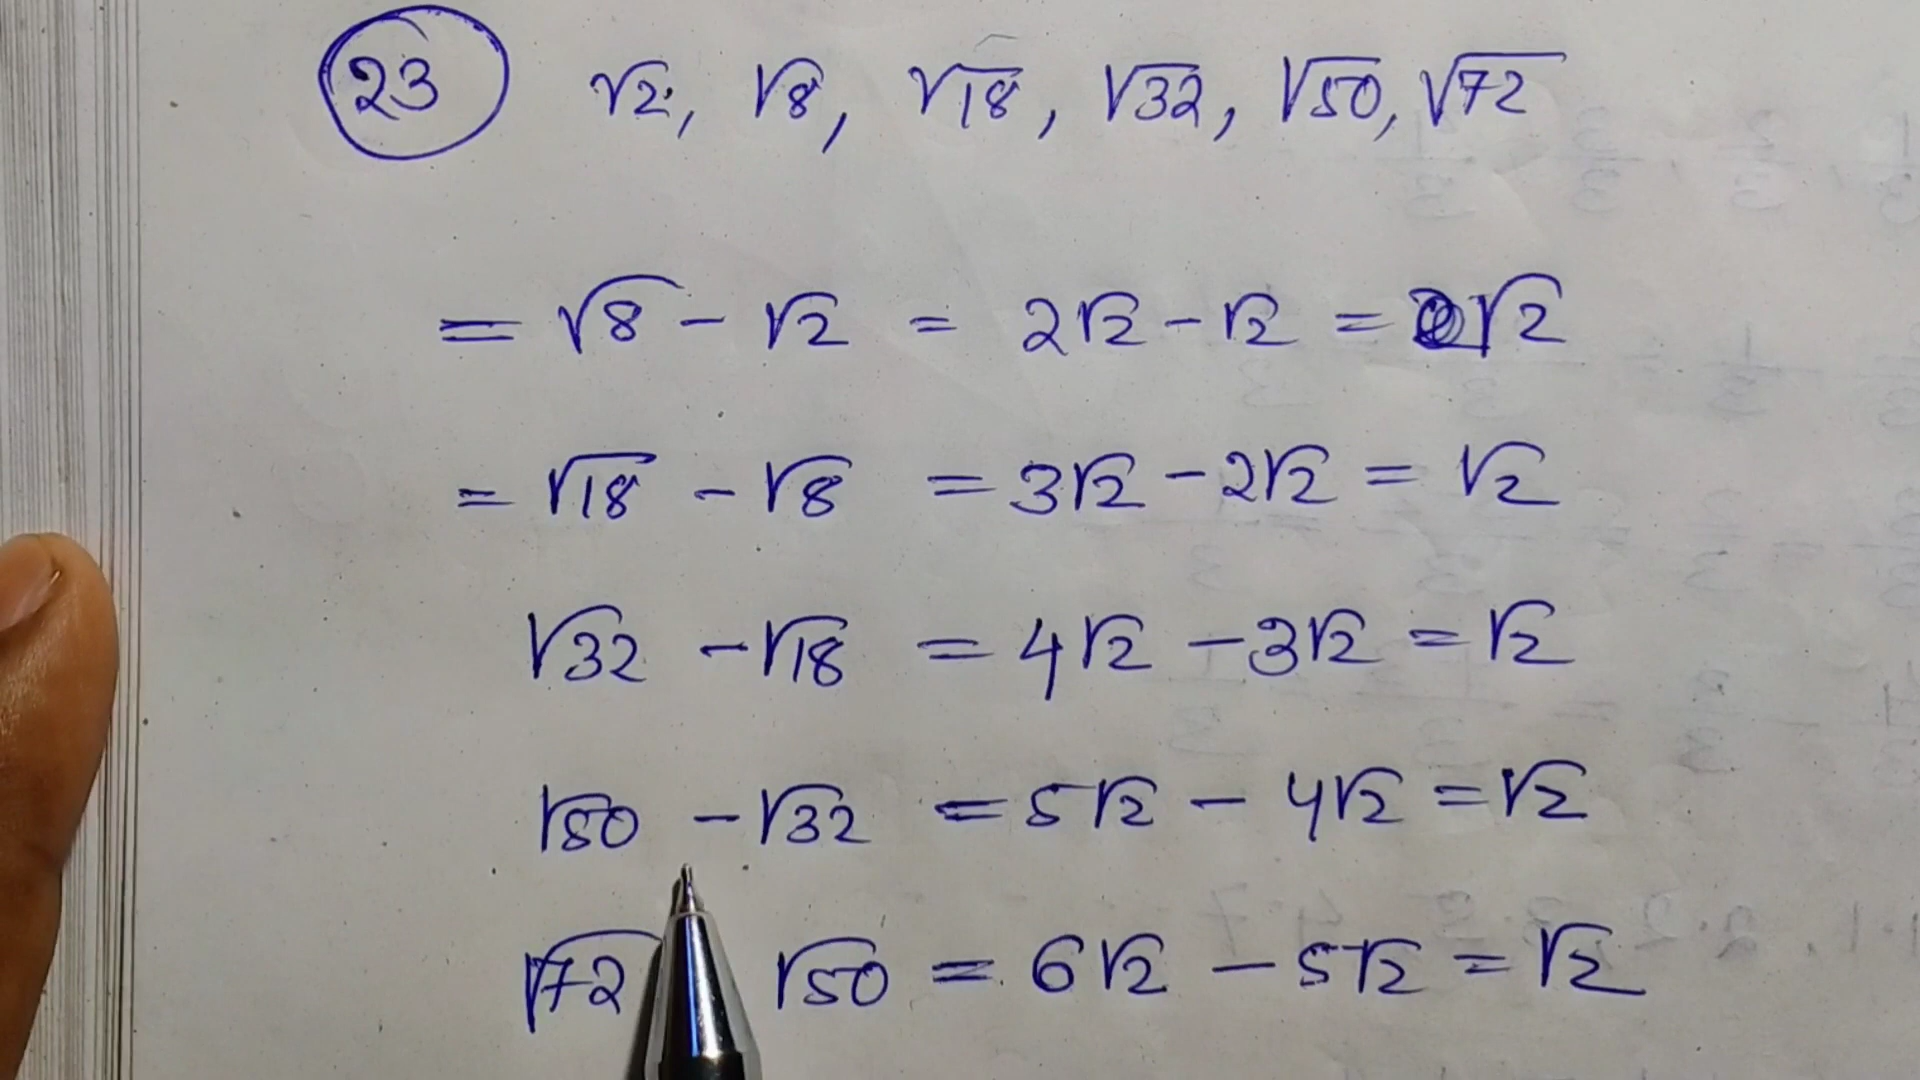 23 √2, √8, √18, √32, √50, √72
= √8 - √2 = 2√2 - √2 = √2
= √18 - √8 = 3√2 - 2√2 = √2
√32 - √18 = 4√2 - 3√2 = √2
√50 - √32 = 5√2 - 4√2 = √2
√72 √50 = 6√2 - 5√2 = √2